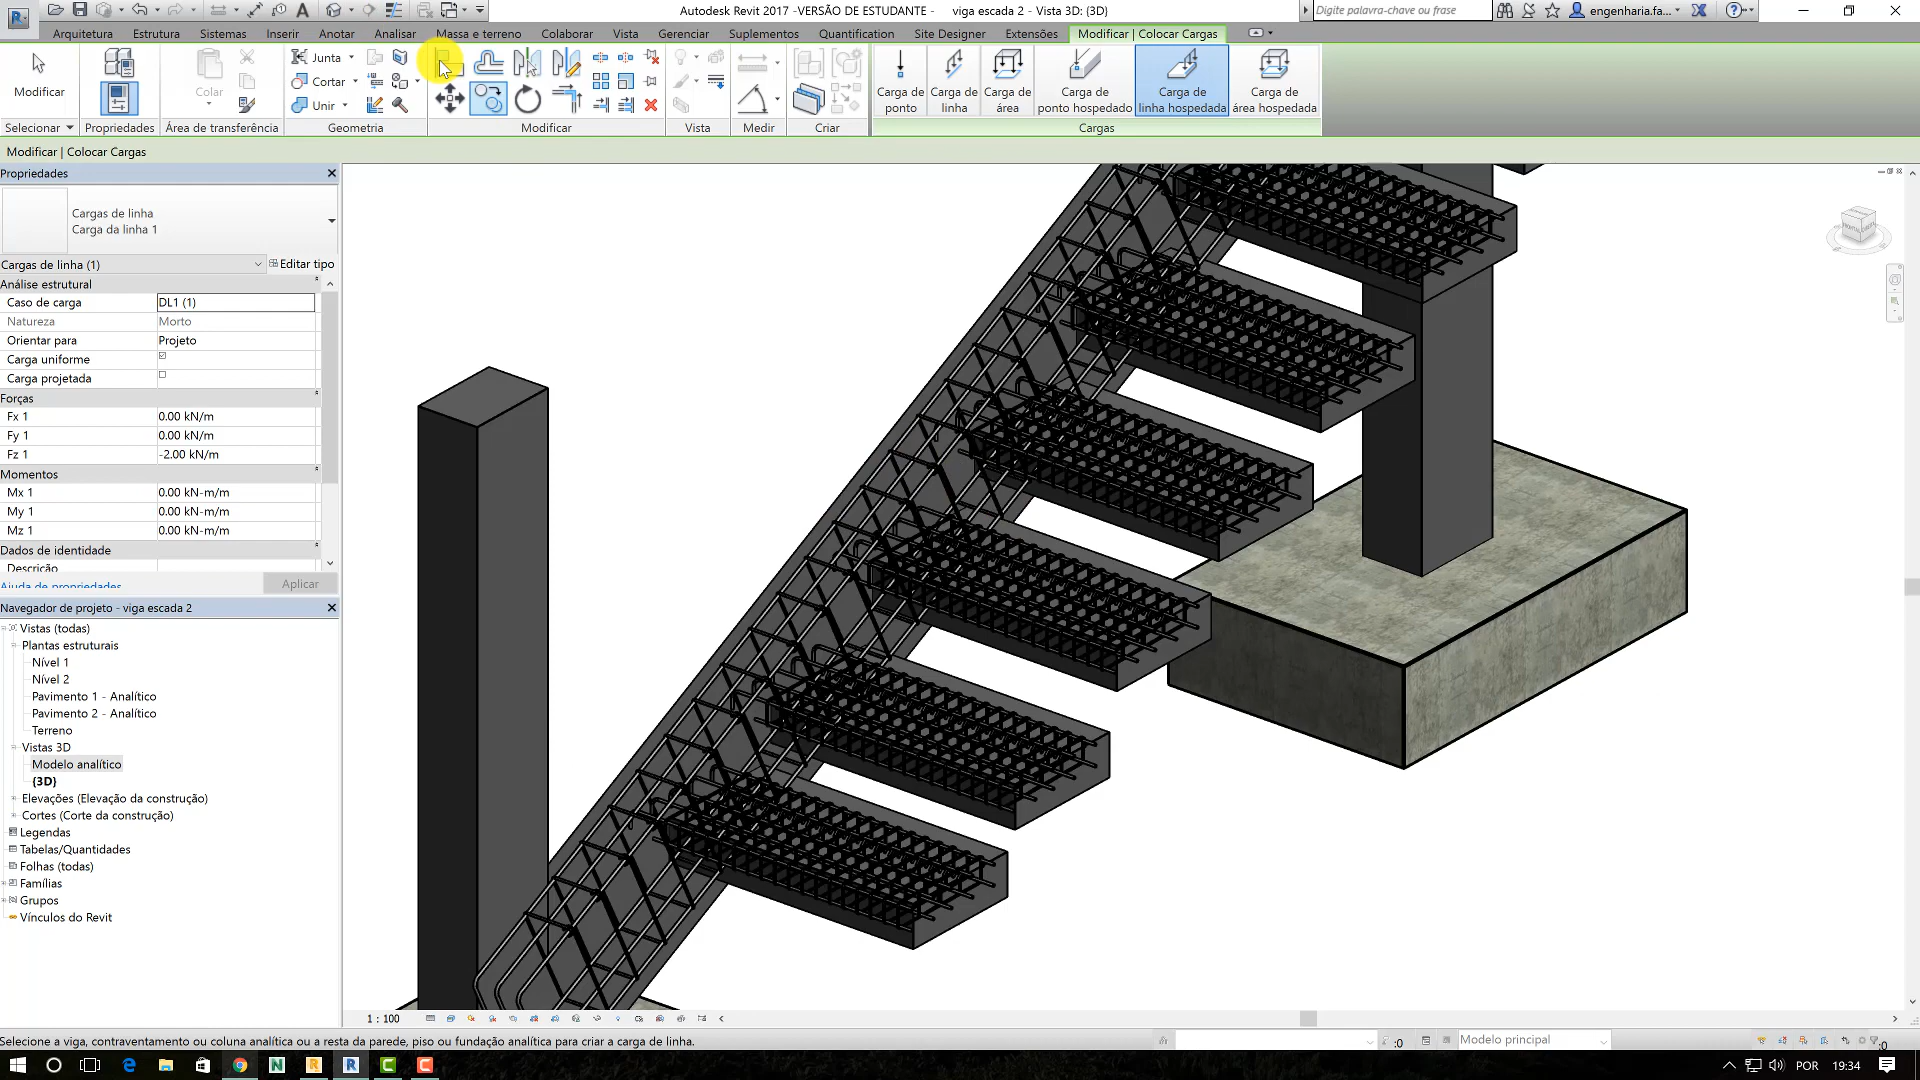 Autodesk Revit 2017 -VERSÃO DE ESTUDANTE - viga escada 2 - Vista 3D: {3D}
Digite palavra-chave ou frase
engenharia.fa...
Arquitetura Estrutura Sistemas Inserir Anotar Analisar Massa e terreno Colaborar Vista Gerenciar Suplementos Quantification Site Designer Extensões Modificar | Colocar Cargas
Modificar
Colar
Junta
Cortar
Unir
Carga de ponto
Carga de linha
Carga de área
Carga de ponto hospedado
Carga de linha hospedada
Carga de área hospedada
Selecionar Propriedades Área de transferência Geometria Modificar Vista Medir Criar Cargas
Modificar | Colocar Cargas
Propriedades
Cargas de linha
Carga da linha 1
Cargas de linha (1) Editar tipo
Análise estrutural
Caso de carga DL1 (1)
Natureza Morto
Orientar para Projeto
Carga uniforme
Carga projetada
Forças
Fx 1 0.00 kN/m
Fy 1 0.00 kN/m
Fz 1 -2.00 kN/m
Momentos
Mx 1 0.00 kN-m/m
My 1 0.00 kN-m/m
Mz 1 0.00 kN-m/m
Dados de identidade
Descrição
Ajuda de propriedades Aplicar
Navegador de projeto - viga escada 2
Vistas (todas)
Plantas estruturais
Nível 1
Nível 2
Pavimento 1 - Analítico
Pavimento 2 - Analítico
Terreno
Vistas 3D
Modelo analítico
{3D}
Elevações (Elevação da construção)
Cortes (Corte da construção)
Legendas
Tabelas/Quantidades
Folhas (todas)
Famílias
Grupos
Vínculos do Revit
1 : 100
Selecione a viga, contraventamento ou coluna analítica ou a resta da parede, piso ou fundação analítica para criar a carga de linha.
:0
Modelo principal
:0
POR 19:34